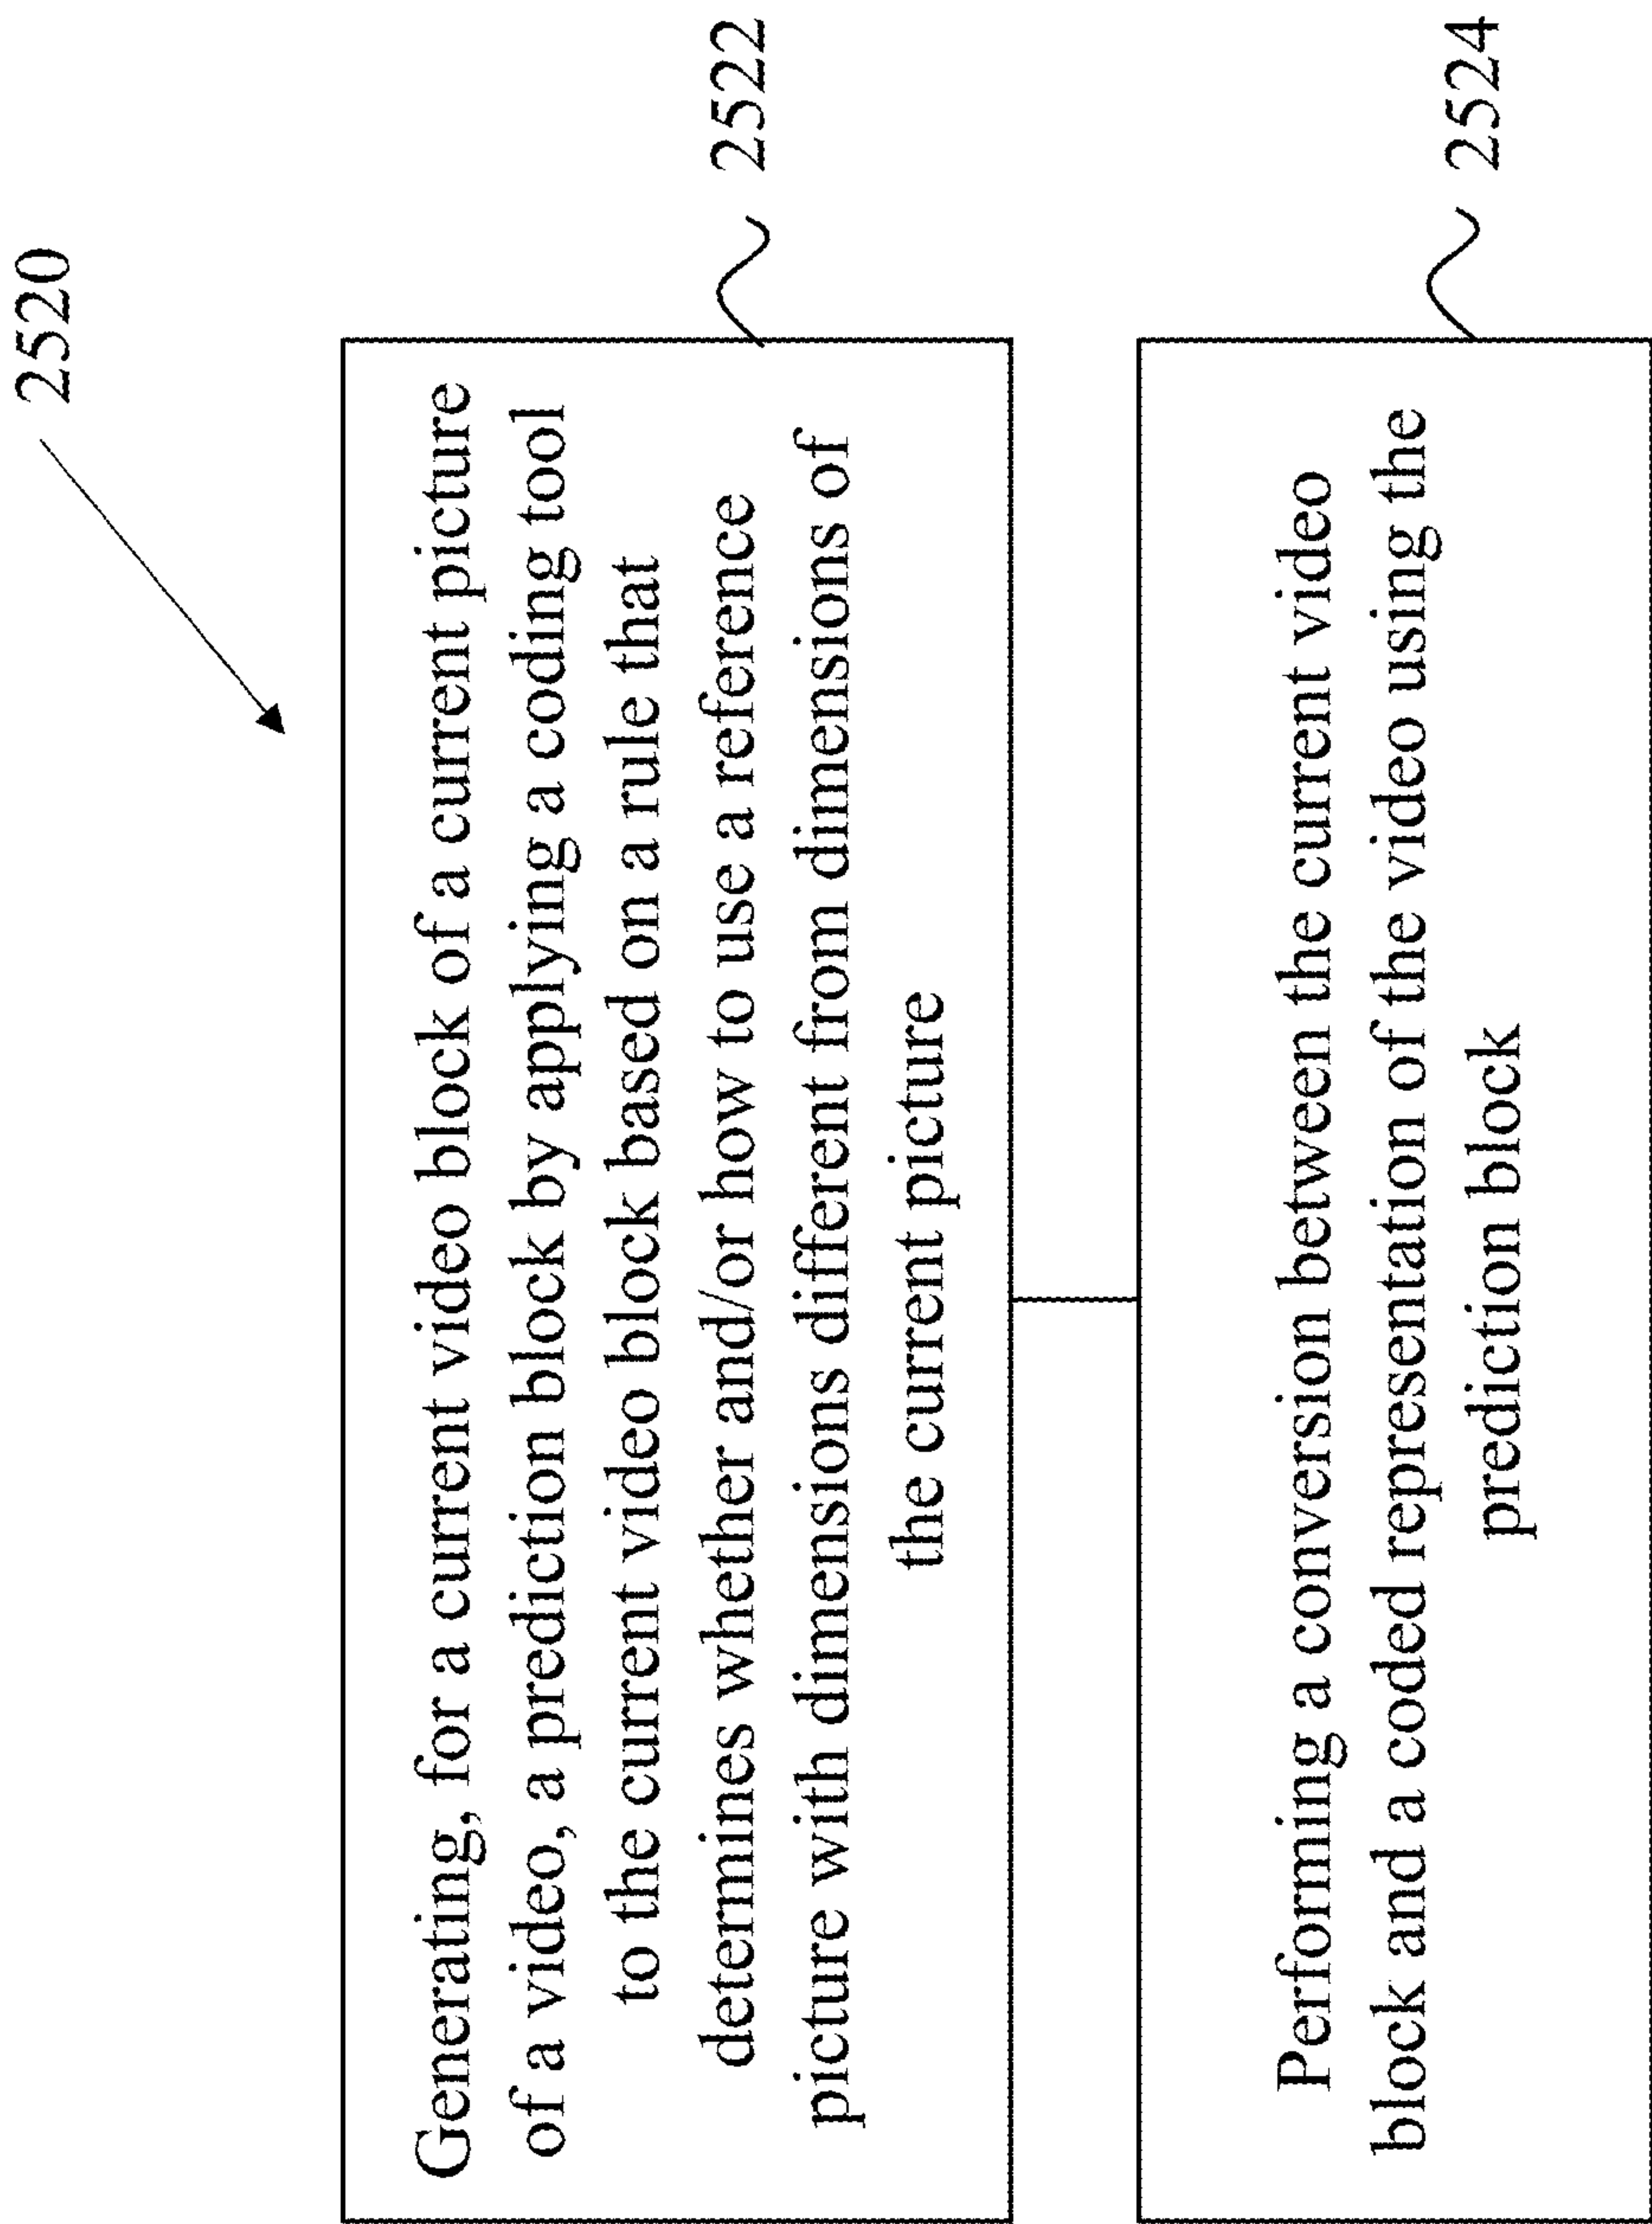 2520
Generating, for a current video block of a current picture
of a video, a prediction block by applying a coding tool
to the current video block based on a rule that
determines whether and/or how to use a reference
picture with dimensions different from dimensions of
the current picture
2522
Performing a conversion between the current video
block and a coded representation of the video using the
prediction block
2524